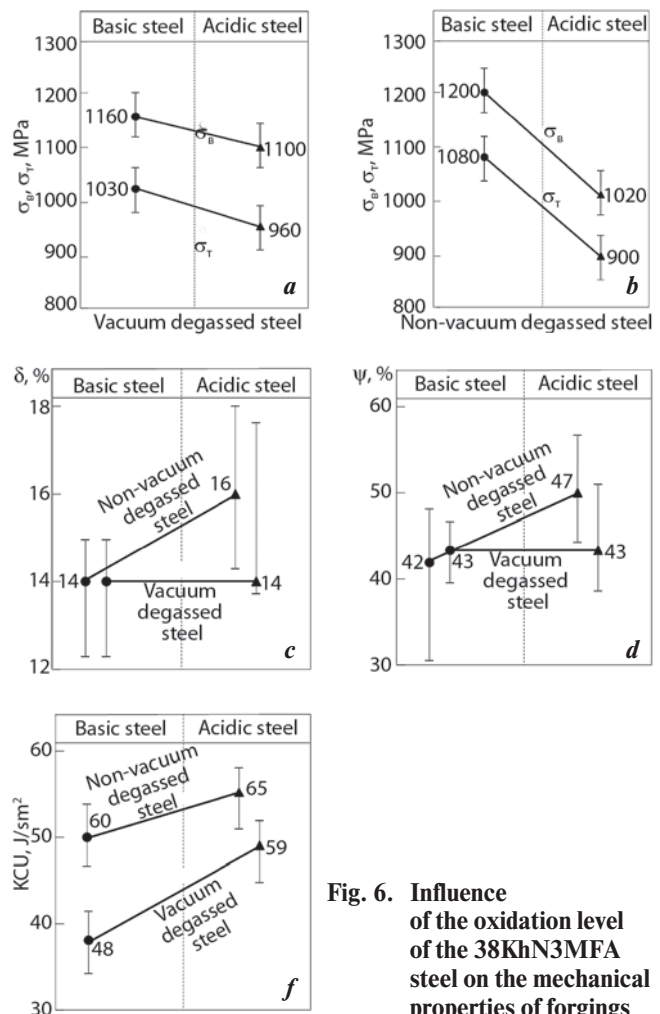 Basic steel Acidic steel
1300
1200
1100
1000
900
800
σB, σT, MPa
1160
σB
1100
1030
960
σT
a
Vacuum degassed steel
Basic steel Acidic steel
1300
1200
1100
1000
900
800
σB, σT, MPa
1200
σB
1080
σT
1020
900
b
Non-vacuum degassed steel
δ, %
Basic steel Acidic steel
18
16
14
12
Non-vacuum
degassed
steel
16
14
14
Vacuum
degassed
steel
c
ψ, %
Basic steel Acidic steel
60
50
40
30
Non-vacuum
degassed
steel
47
42
43
43
Vacuum
degassed
steel
d
Basic steel Acidic steel
60
50
40
30
KCU, J/sm²
Non-vacuum
degassed
steel
60
65
59
48
Vacuum
degassed
steel
f
Fig. 6. Influence
of the oxidation level
of the 38KhN3MFA
steel on the mechanical
properties of forgings